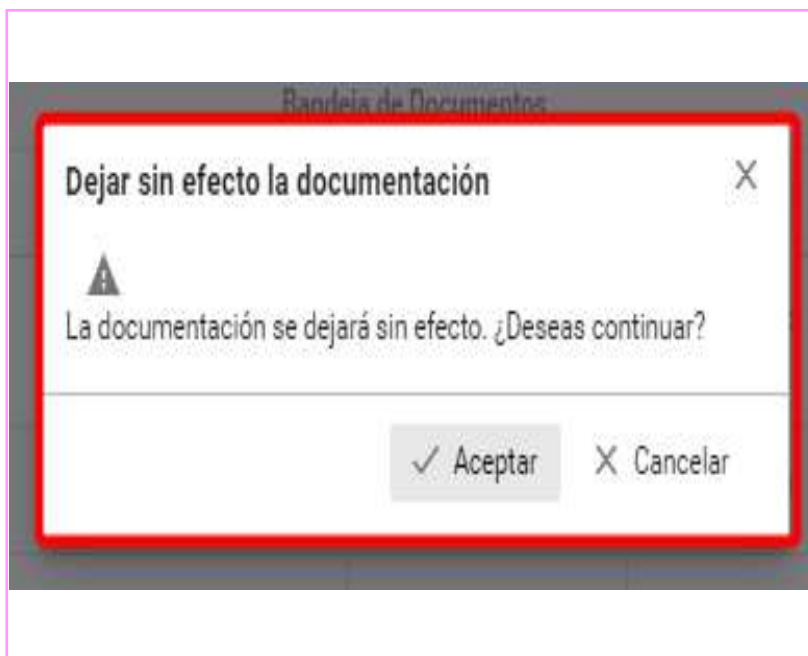 Bandeja de Documentos
Dejar sin efecto la documentación
La documentación se dejará sin efecto. ¿Deseas continuar?
Aceptar
Cancelar